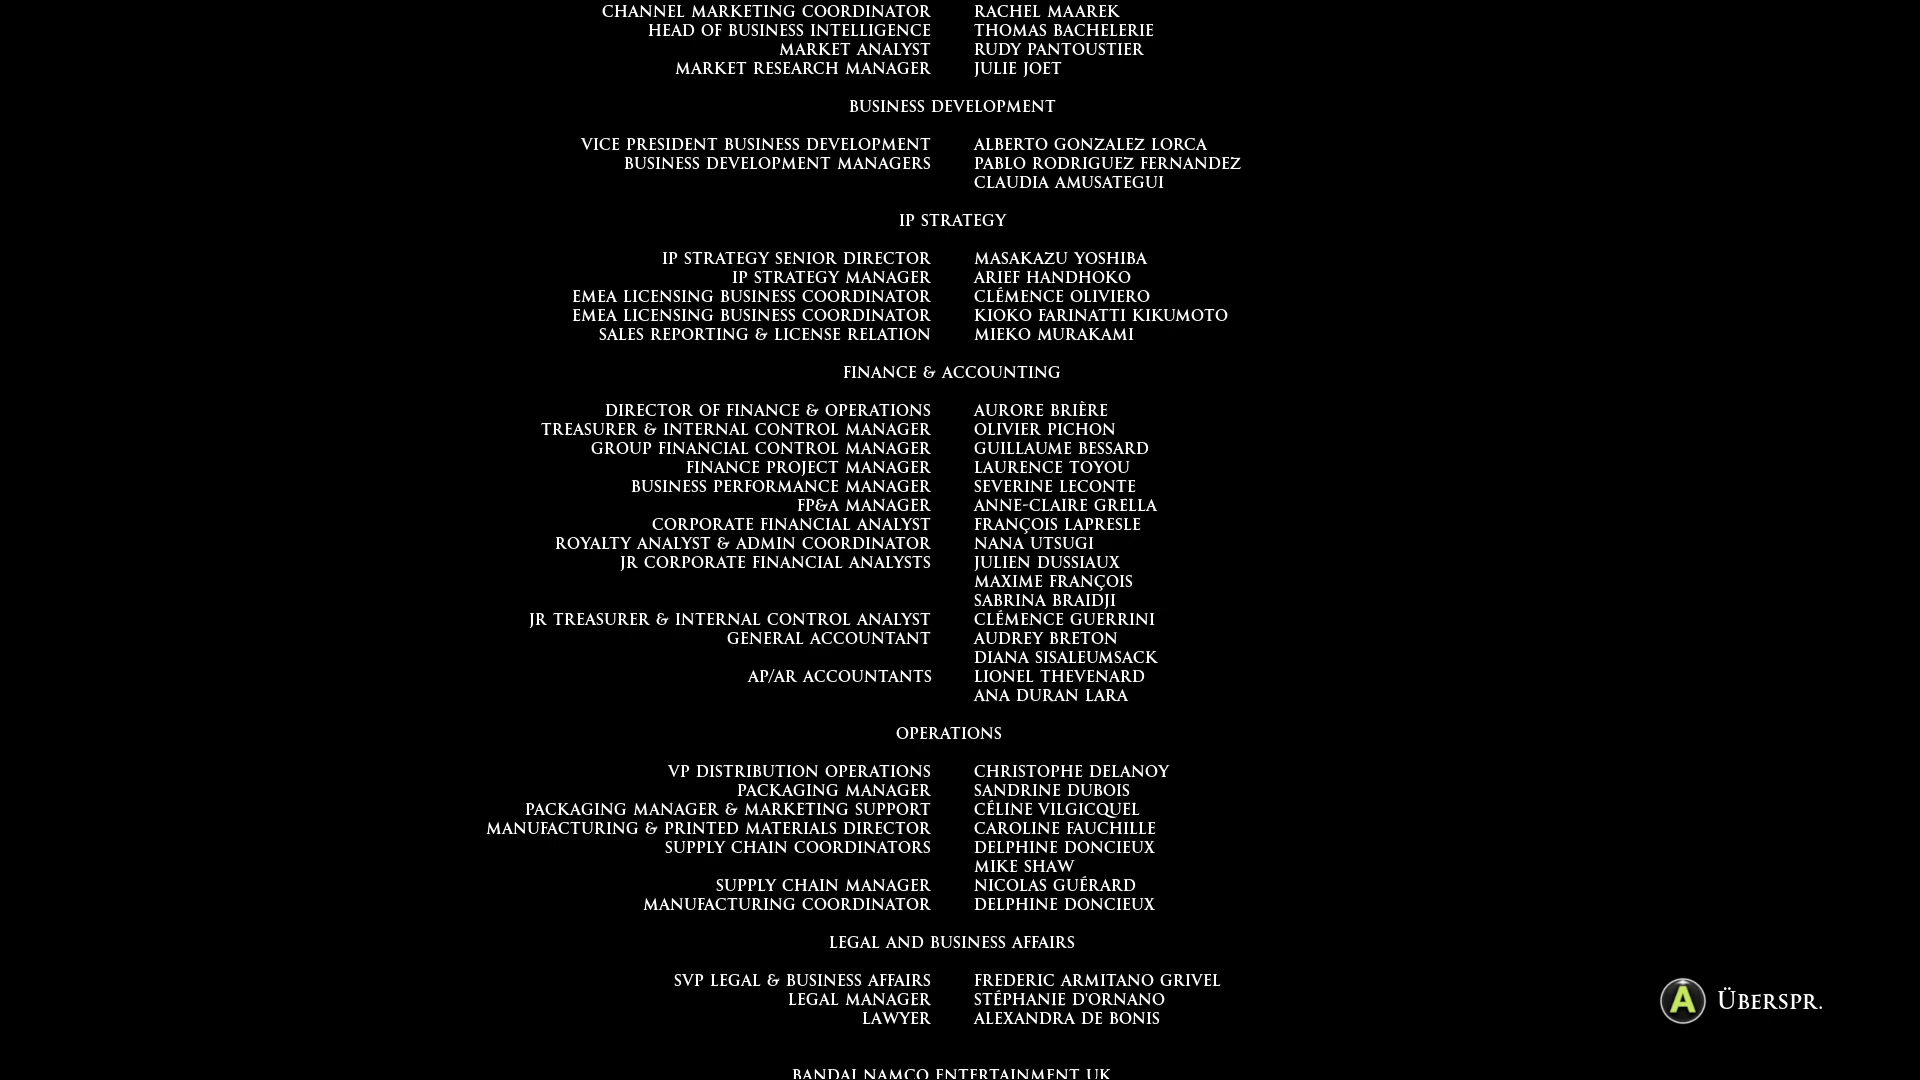 CHANNEL MARKETING COORDINATOR RACHEL MAAREK
HEAD OF BUSINESS INTELLIGENCE THOMAS BACHELERIE
MARKET ANALYST RUDY PANTOUSTIER
MARKET RESEARCH MANAGER JULIE JOET
BUSINESS DEVELOPMENT
VICE PRESIDENT BUSINESS DEVELOPMENT ALBERTO GONZALEZ LORCA
BUSINESS DEVELOPMENT MANAGERS PABLO RODRIGUEZ FERNANDEZ
CLAUDIA AMUSATEGUI
IP STRATEGY
IP STRATEGY SENIOR DIRECTOR MASAKAZU YOSHIBA
IP STRATEGY MANAGER ARIEF HANDHOKO
EMEA LICENSING BUSINESS COORDINATOR CLÉMENCE OLIVIERO
EMEA LICENSING BUSINESS COORDINATOR KIOKO FARINATTI KIKUMOTO
SALES REPORTING & LICENSE RELATION MIEKO MURAKAMI
FINANCE & ACCOUNTING
DIRECTOR OF FINANCE & OPERATIONS AURORE BRIÈRE
TREASURER & INTERNAL CONTROL MANAGER OLIVIER PICHON
GROUP FINANCIAL CONTROL MANAGER GUILLAUME BESSARD
FINANCE PROJECT MANAGER LAURENCE TOYOU
BUSINESS PERFORMANCE MANAGER SEVERINE LECONTE
FP&A MANAGER ANNE-CLAIRE GRELLA
CORPORATE FINANCIAL ANALYST FRANÇOIS LAPRESLE
ROYALTY ANALYST & ADMIN COORDINATOR NANA UTSUGI
JR CORPORATE FINANCIAL ANALYSTS JULIEN DUSSIAUX
MAXIME FRANÇOIS
SABRINA BRAIDJI
JR TREASURER & INTERNAL CONTROL ANALYST CLÉMENCE GUERRINI
GENERAL ACCOUNTANT AUDREY BRETON
DIANA SISALEUMSACK
AP/AR ACCOUNTANTS LIONEL THEVENARD
ANA DURAN LARA
OPERATIONS
VP DISTRIBUTION OPERATIONS CHRISTOPHE DELANOY
PACKAGING MANAGER SANDRINE DUBOIS
PACKAGING MANAGER & MARKETING SUPPORT CÉLINE VILGICQUEL
MANUFACTURING & PRINTED MATERIALS DIRECTOR CAROLINE FAUCHILLE
SUPPLY CHAIN COORDINATORS DELPHINE DONCIEUX
MIKE SHAW
SUPPLY CHAIN MANAGER NICOLAS GUÉRARD
MANUFACTURING COORDINATOR DELPHINE DONCIEUX
LEGAL AND BUSINESS AFFAIRS
SVP LEGAL & BUSINESS AFFAIRS FREDERIC ARMITANO GRIVEL
LEGAL MANAGER STÉPHANIE D'ORNANO
LAWYER ALEXANDRA DE BONIS
A ÜBERSPR.
BANDAI NAMCO ENTERTAINMENT UK